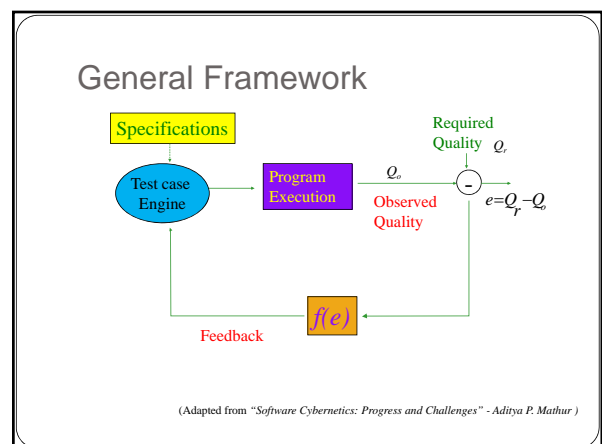 General Framework
Specifications
Required
Quality
Qr
Test case
Engine
Program
Execution
Qo
-
Observed
Quality
e=Qr−Qo
f(e)
Feedback
(Adapted from “Software Cybernetics: Progress and Challenges” - Aditya P. Mathur )